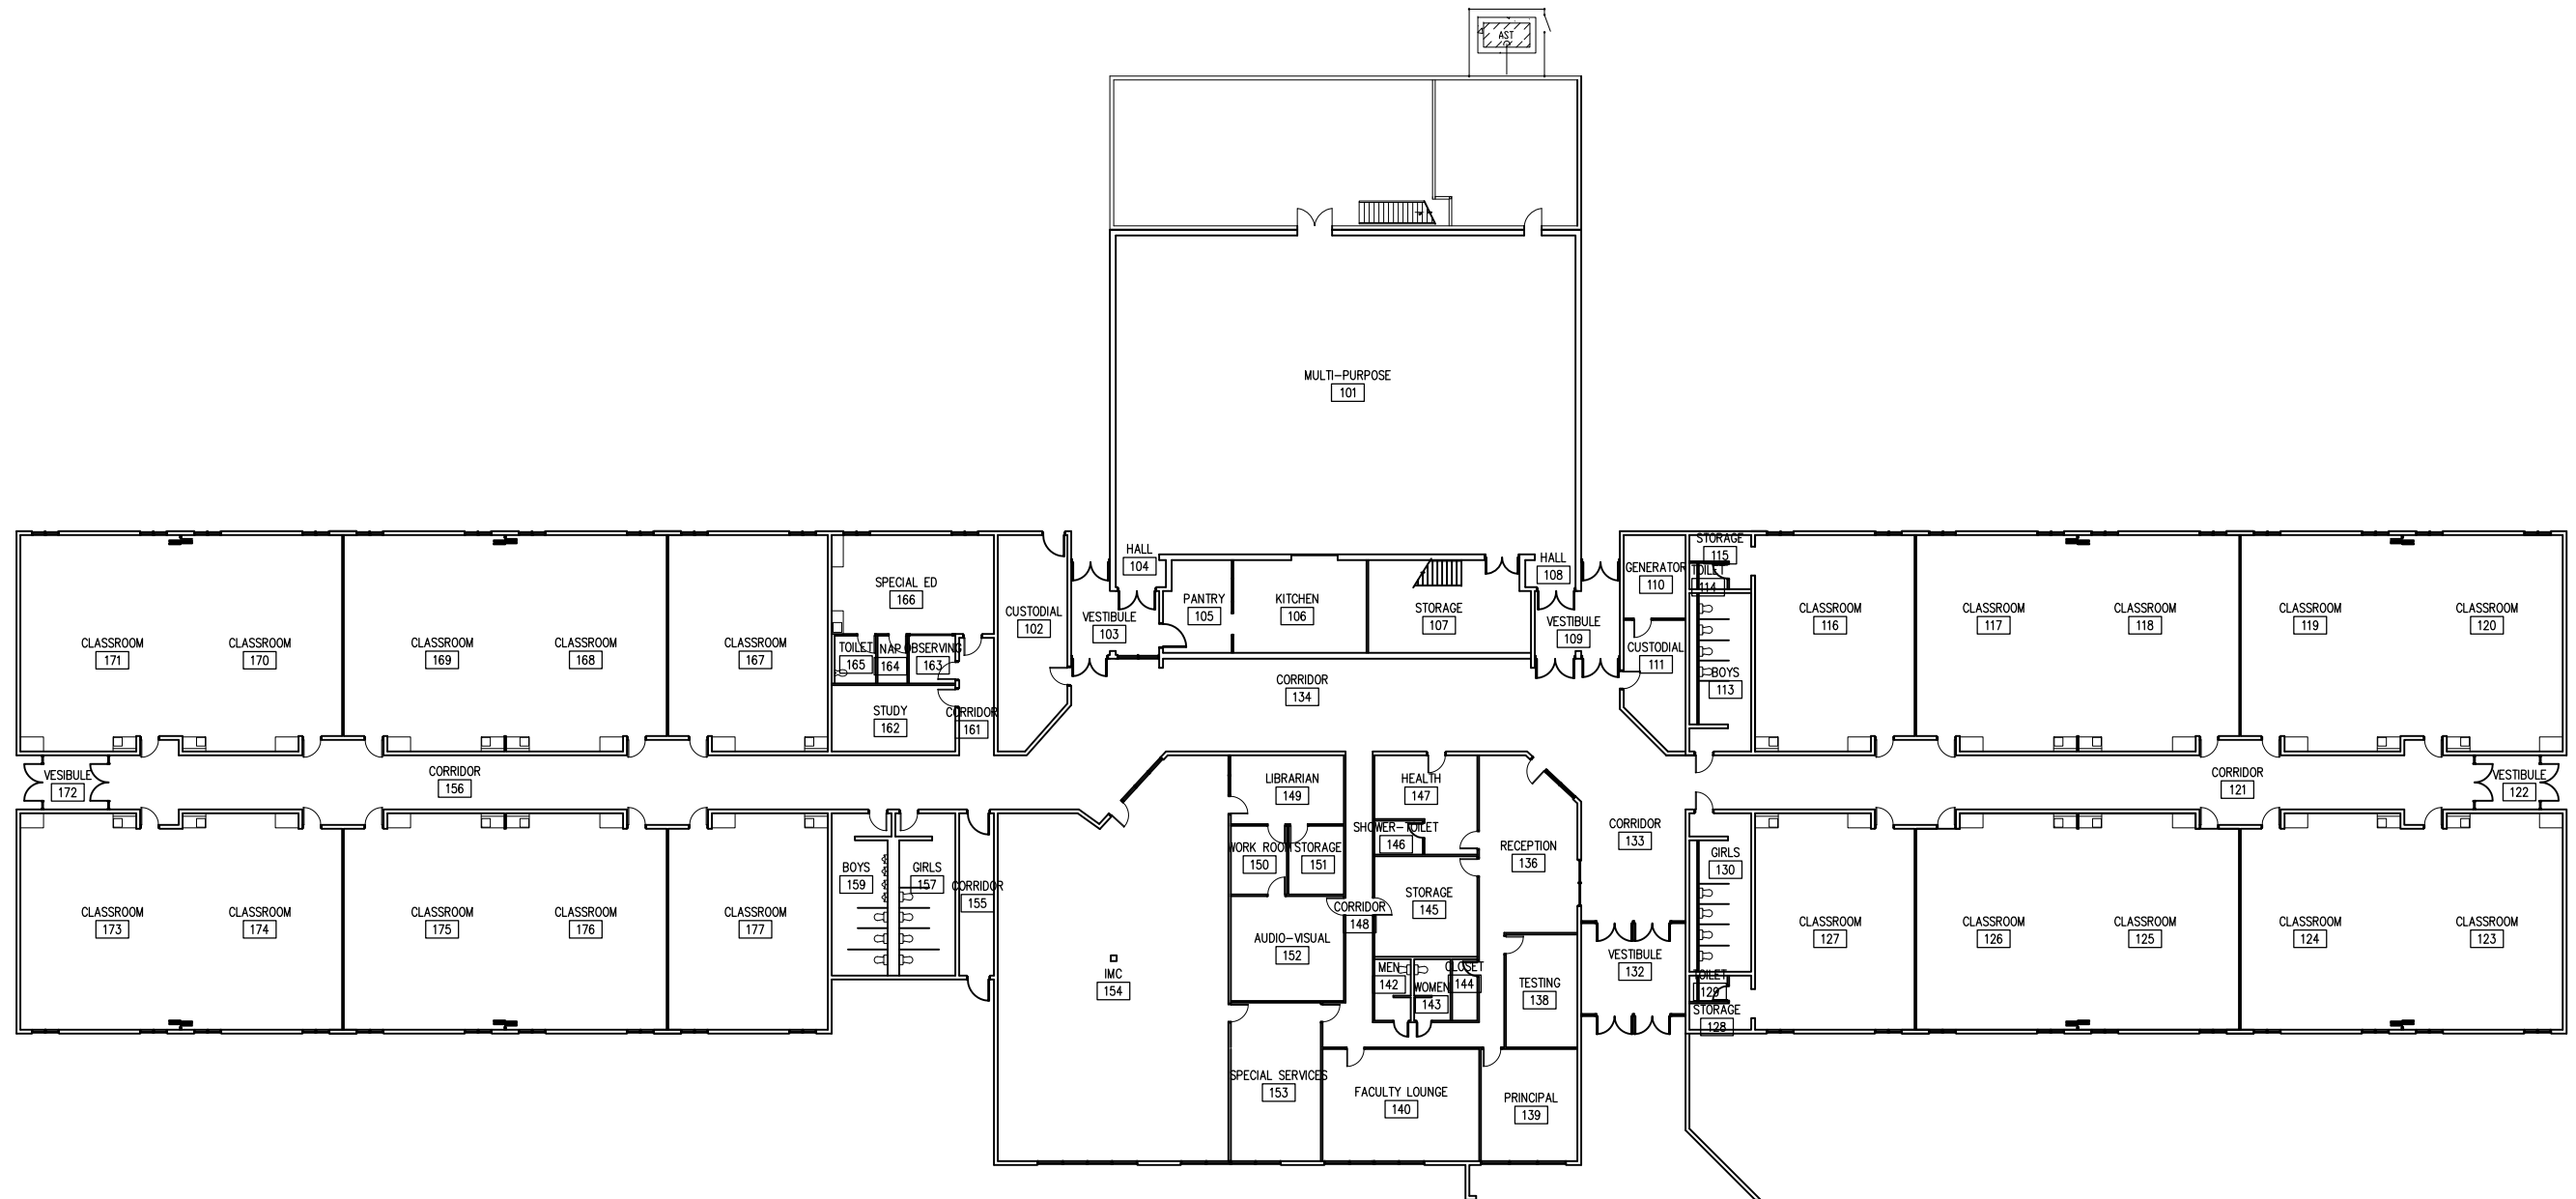 AST
MULTI-PURPOSE
101
HALL
104
HALL
108
PANTRY
105
KITCHEN
106
STORAGE
107
VESTIBULE
103
VESTIBULE
109
CUSTODIAL
102
GENERATOR
110
CUSTODIAL
111
STORAGE
115
TOILET
114
BOYS
113
CLASSROOM
116
CLASSROOM
117
CLASSROOM
118
CLASSROOM
119
CLASSROOM
120
CLASSROOM
171
CLASSROOM
170
CLASSROOM
169
CLASSROOM
168
CLASSROOM
167
SPECIAL ED
166
TOILET
165
NAP
164
OBSERVING
163
STUDY
162
CORRIDOR
161
CORRIDOR
134
VESIBULE
172
CORRIDOR
156
CORRIDOR
121
VESTIBULE
122
CLASSROOM
173
CLASSROOM
174
CLASSROOM
175
CLASSROOM
176
CLASSROOM
177
BOYS
159
GIRLS
157
CORRIDOR
155
IMC
154
LIBRARIAN
149
WORK ROOM
150
STORAGE
151
AUDIO-VISUAL
152
SPECIAL SERVICES
153
CORRIDOR
148
HEALTH
147
SHOWER-TOILET
146
STORAGE
145
MEN
142
WOMEN
143
CLOSET
144
RECEPTION
136
TESTING
138
FACULTY LOUNGE
140
PRINCIPAL
139
CORRIDOR
133
VESTIBULE
132
GIRLS
130
TOILET
129
STORAGE
128
CLASSROOM
127
CLASSROOM
126
CLASSROOM
125
CLASSROOM
124
CLASSROOM
123